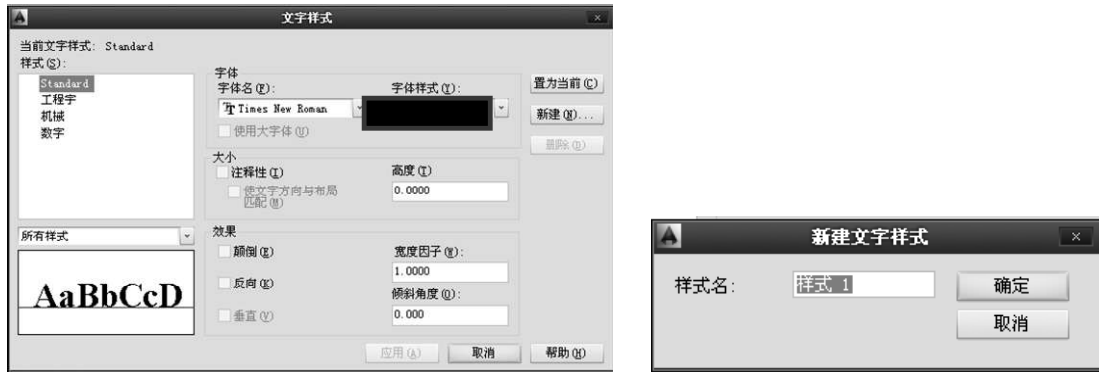 文字样式
当前文字样式: Standard
样式(S):
Standard
工程字
机械
数字
所有样式
AaBbCcD
字体
字体名(F):
字体样式(Y):
Times New Roman
使用大字体(U)
大小
注释性(I)
使文字方向与布局
匹配(M)
高度(T)
0.0000
效果
颠倒(E)
反向(K)
垂直(V)
宽度因子(W):
1.0000
倾斜角度(O):
0.000
置为当前(C)
新建(N)...
删除(D)
应用(A)
取消
帮助(H)
新建文字样式
样式名:
样式 1
确定
取消